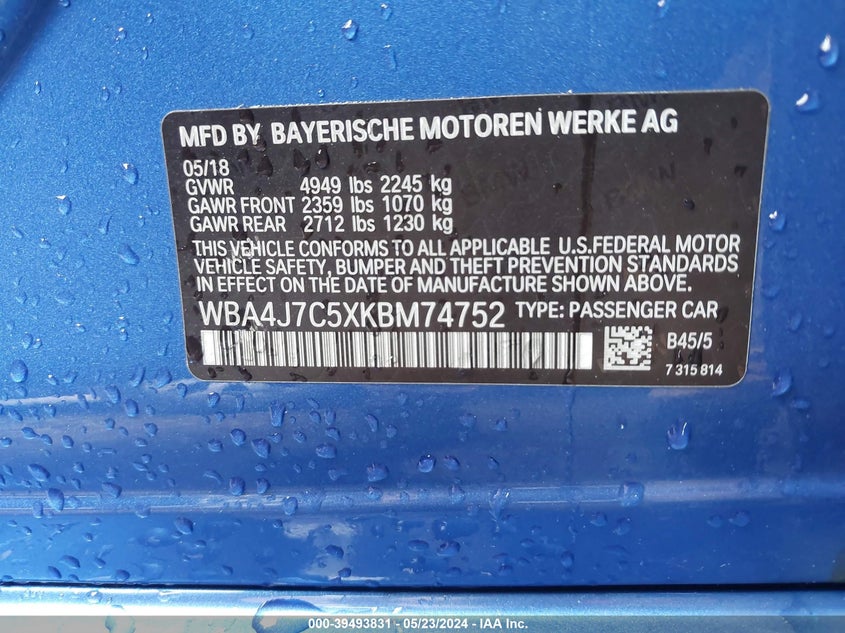 MFD BY BAYERISCHE MOTOREN WERKE AG
05/18
GVWR 4949 lbs 2245 kg
GAWR FRONT 2359 lbs 1070 kg
GAWR REAR 2712 lbs 1230 kg
THIS VEHICLE CONFORMS TO ALL APPLICABLE U.S.FEDERAL MOTOR
VEHICLE SAFETY, BUMPER AND THEFT PREVENTION STANDARDS
IN EFFECT ON THE DATE OF MANUFACTURE SHOWN ABOVE.
WBA4J7C5XKBM74752 TYPE: PASSENGER CAR
B45/5
7 315 814
000-39493831 - 05/23/2024 - IAA Inc.